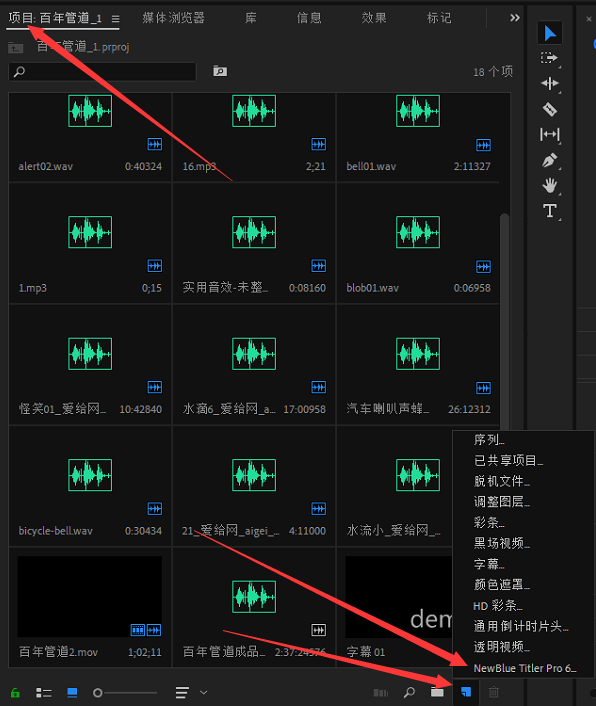 项目: 百年管道_1 ≡ 媒体浏览器 库 信息 效果 标记 »
百年管道_1.prproj
18 个项
alert02.wav 0:40324 16.mp3 2;21 bell01.wav 2:11327
1.mp3 0;15 实用音效-未整... 0:08160 blob01.wav 0:06958
怪笑01_爱给网... 10:42840 水滴6_爱给网_a... 17:00958 汽车喇叭声蜂... 26:12312
bicycle-bell.wav 0:30434 21_爱给网_aigei_... 4:11000 水流小_爱给网_...
dem
百年管道2.mov 1;02;11 百年管道成品... 2:37:24576 字幕 01
序列...
已共享项目...
脱机文件...
调整图层...
彩条...
黑场视频...
字幕...
颜色遮罩...
HD 彩条...
通用倒计时片头...
透明视频...
NewBlue Titler Pro 6...
T